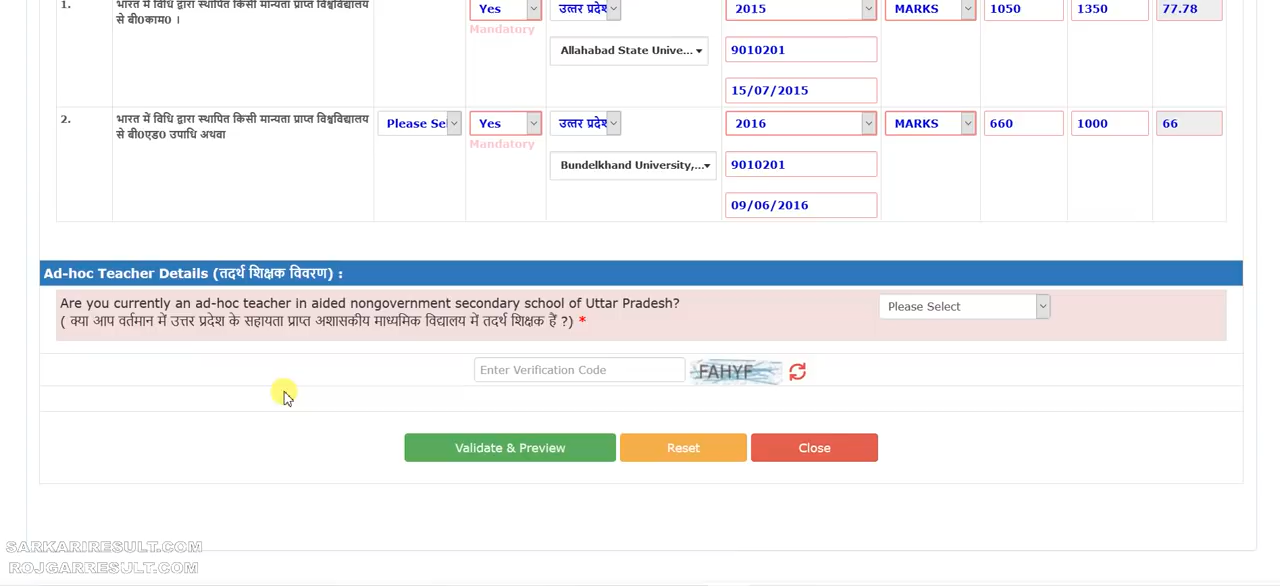 1. भारत में विधि द्वारा स्थापित किसी मान्यता प्राप्त विश्वविद्यालय Yes उत्तर प्रदेश 2015 MARKS 1050 1350 77.78
से बी0काम0 ।
Mandatory
Allahabad State Unive... 9010201
15/07/2015
2. भारत में विधि द्वारा स्थापित किसी मान्यता प्राप्त विश्वविद्यालय Please Sel Yes उत्तर प्रदेश 2016 MARKS 660 1000 66
से बी0एड0 उपाधि अथवा
Mandatory
Bundelkhand University,... 9010201
09/06/2016
Ad-hoc Teacher Details (तदर्थ शिक्षक विवरण) :
Are you currently an ad-hoc teacher in aided nongovernment secondary school of Uttar Pradesh? Please Select
( क्या आप वर्तमान में उत्तर प्रदेश के सहायता प्राप्त अशासकीय माध्यमिक विद्यालय में तदर्थ शिक्षक हैं ?) *
Enter Verification Code FAHYF
Validate & Preview Reset Close
SARKARIRESULT.COM
ROJGARRESULT.COM